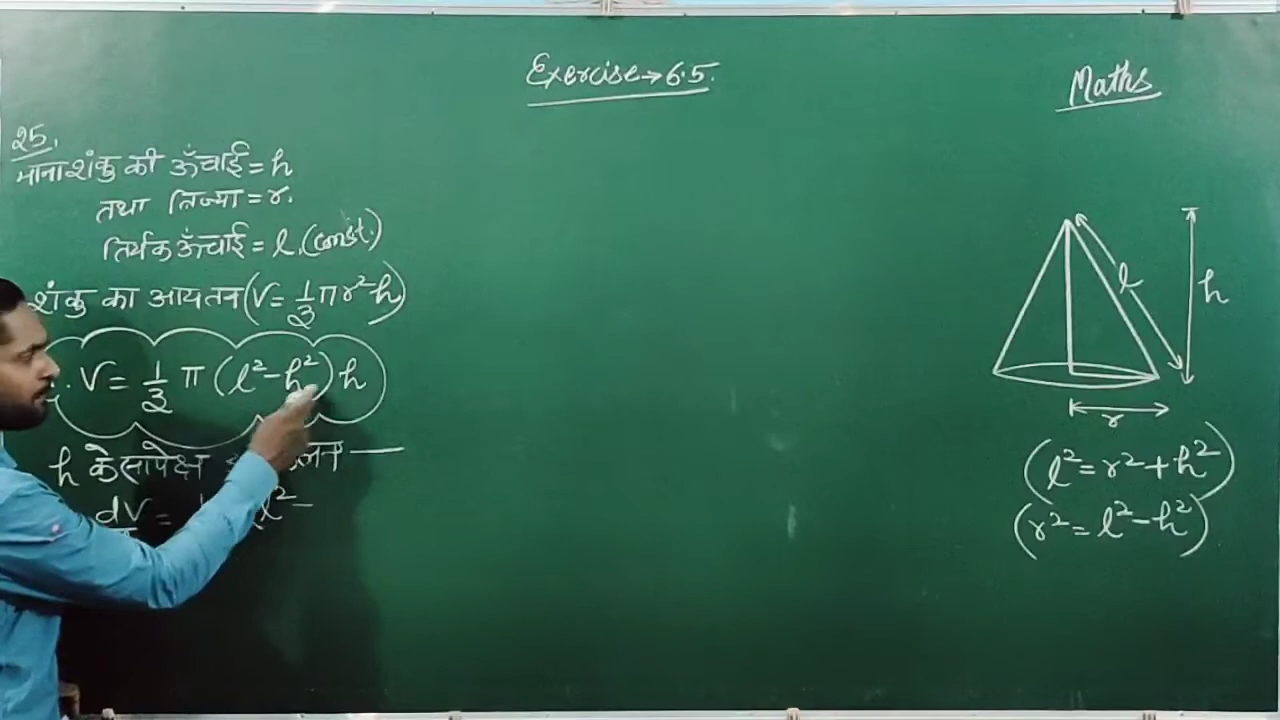 Exercise→6.5.
Maths
25.
माना शंकु की ऊँचाई = h
तथा त्रिज्या = r.
तिर्यक ऊँचाई = l. (const.)
शंकु का आयतन (V = 1/3 πr²h)
∴ V = 1/3 π (l² - h²) h
h के सापेक्ष
dV = (l² -
l
h
r
(l² = r² + h²)
(r² = l² - h²)